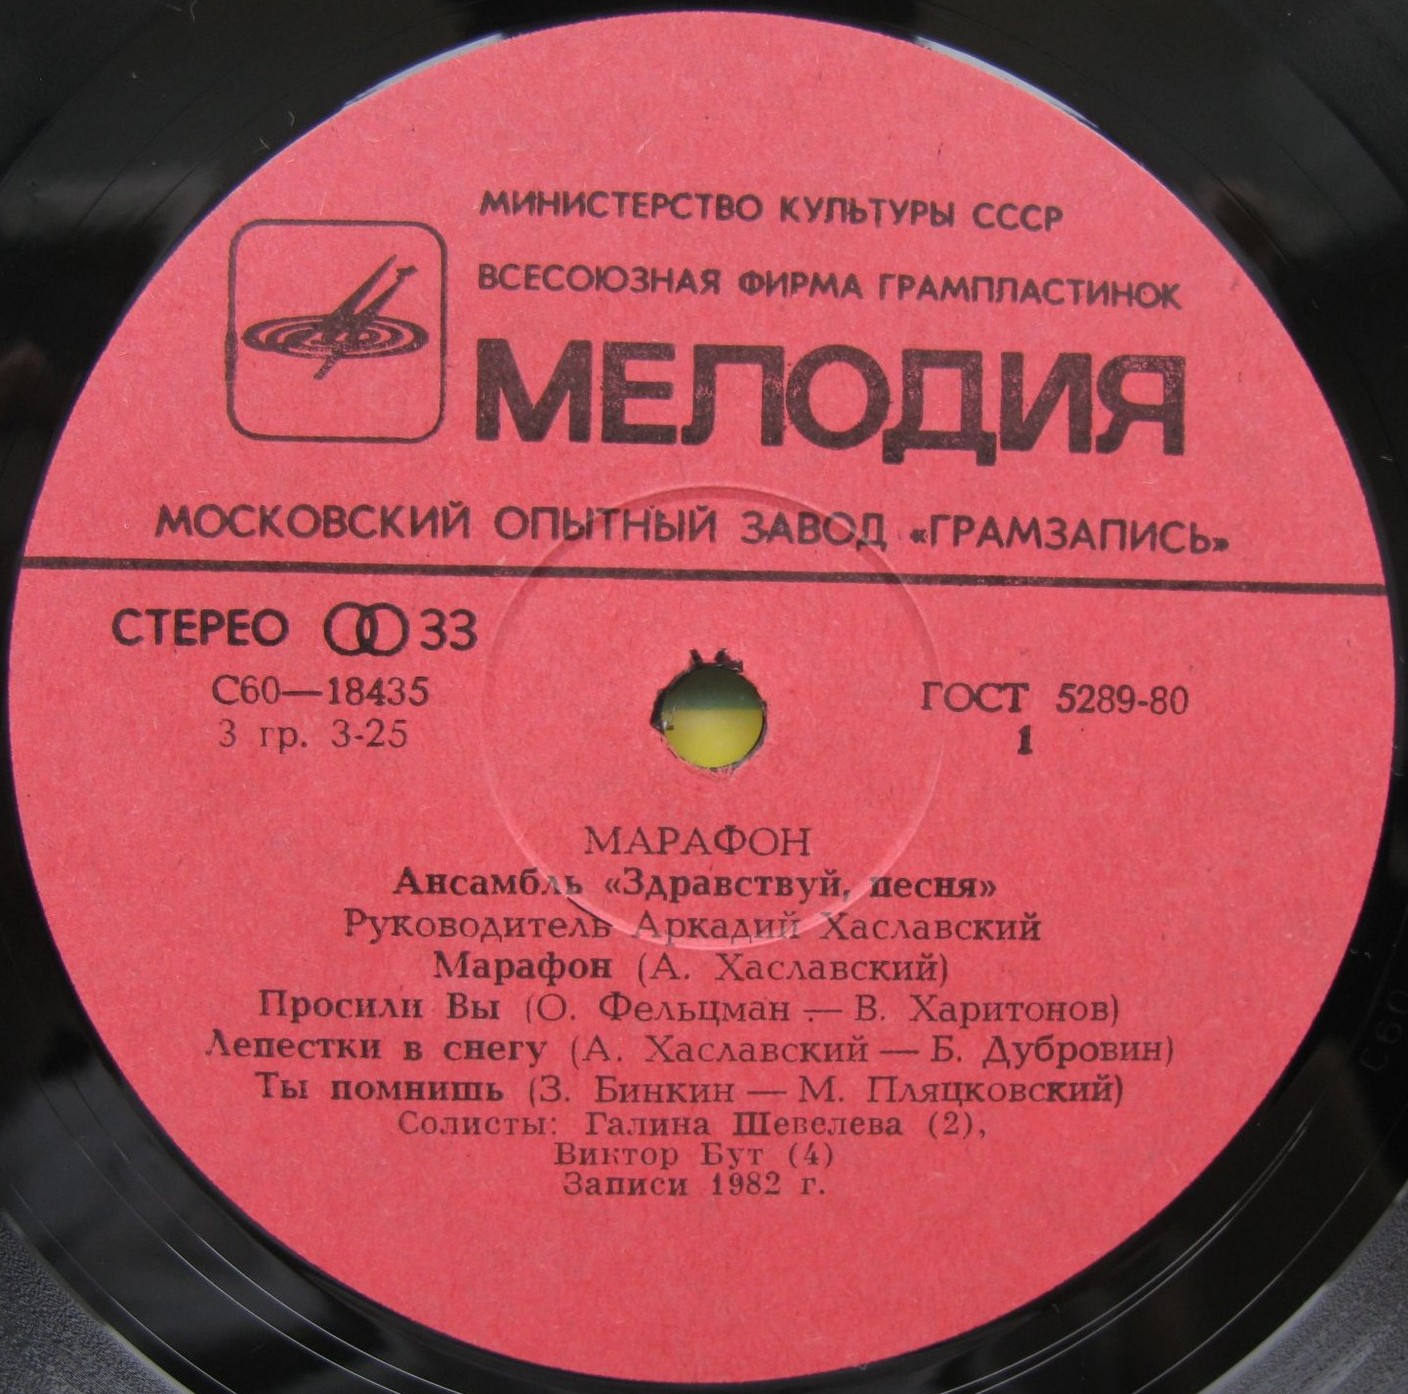 МИНИСТЕРСТВО КУЛЬТУРЫ СССР
ВСЕСОЮЗНАЯ ФИРМА ГРАМПЛАСТИНОК
МЕЛОДИЯ
МОСКОВСКИЙ ОПЫТНЫЙ ЗАВОД «ГРАМЗАПИСЬ»
СТЕРЕО 33
С60—18435
ГОСТ 5289-80
3 гр. 3-25
1
МАРАФОН
Ансамбль «Здравствуй, песня»
Руководитель Аркадий Хаславский
Марафон (А. Хаславский)
Просили Вы (О. Фельцман — В. Харитонов)
Лепестки в снегу (А. Хаславский — Б. Дубровин)
Ты помнишь (З. Бинкин — М. Пляцковский)
Солисты: Галина Шевелева (2),
Виктор Бут (4)
Записи 1982 г.